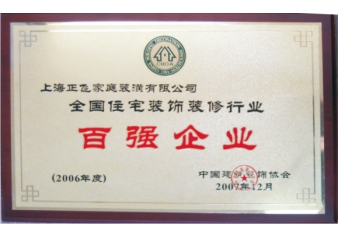 上海正飞家庭装潢有限公司
全国住宅装饰装修行业
百强企业
(2006年度)
中国建筑装饰协会
2007年12月